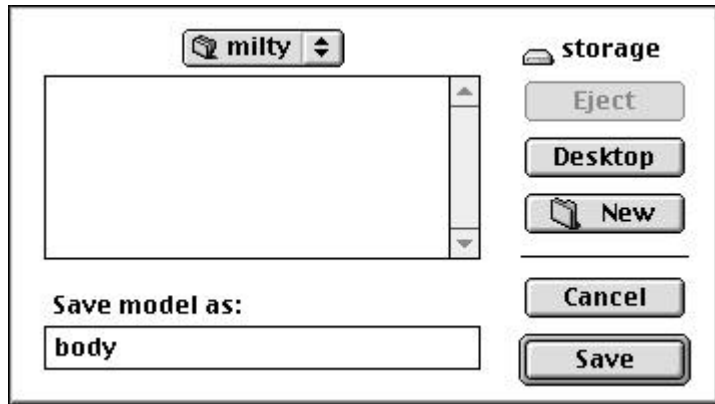 milty
storage
Eject
Desktop
New
Save model as:
body
Cancel
Save